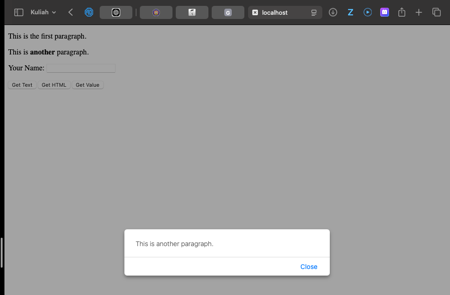 Kuliah
localhost
This is the first paragraph.
This is another paragraph.
Your Name:
Get Text Get HTML Get Value
This is another paragraph.
Close